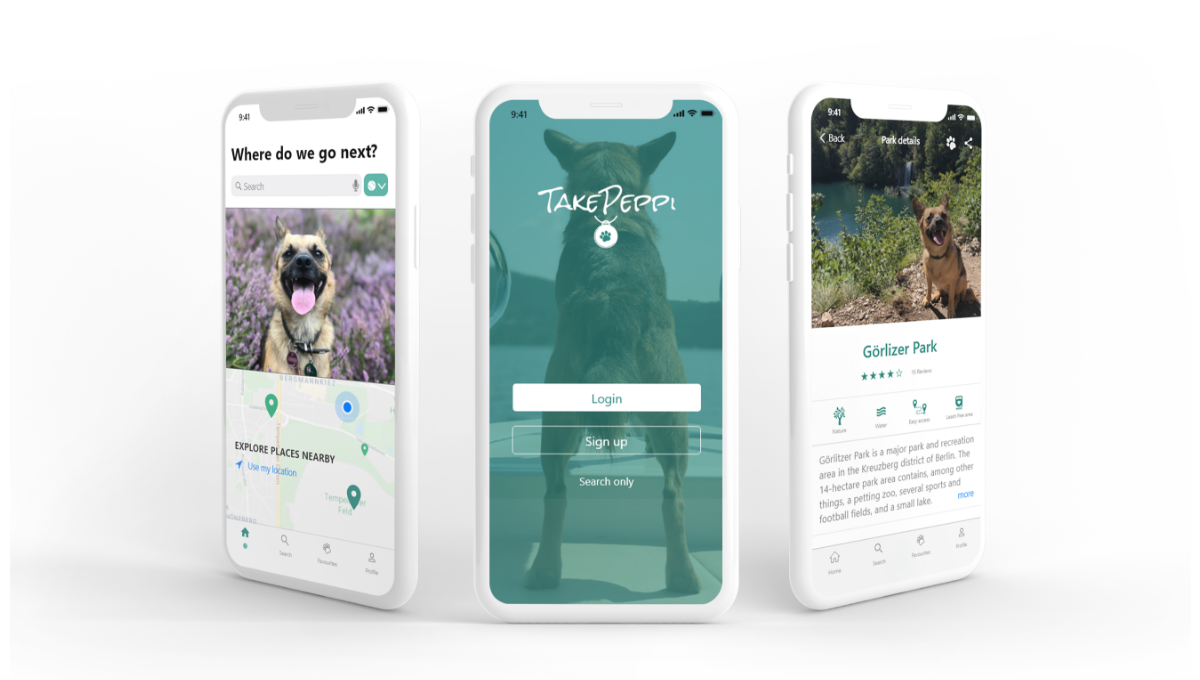 9:41
Where do we go next?
Search
BERGMANNKIEZ
EXPLORE PLACES NEARBY
Use my location
Search
Favourites
Profile
9:41
TAKEPEPPI
Login
Sign up
Search only
9:41
Back
Park details
Görlizer Park
15 Reviews
Nature
Water
Easy access
Leash free area
Görlitzer Park is a major park and recreation
area in the Kreuzberg district of Berlin. The
14-hectare park area contains, among other
things, a petting zoo, several sports and
football fields, and a small lake.
more
Home
Search
Favourites
Profile